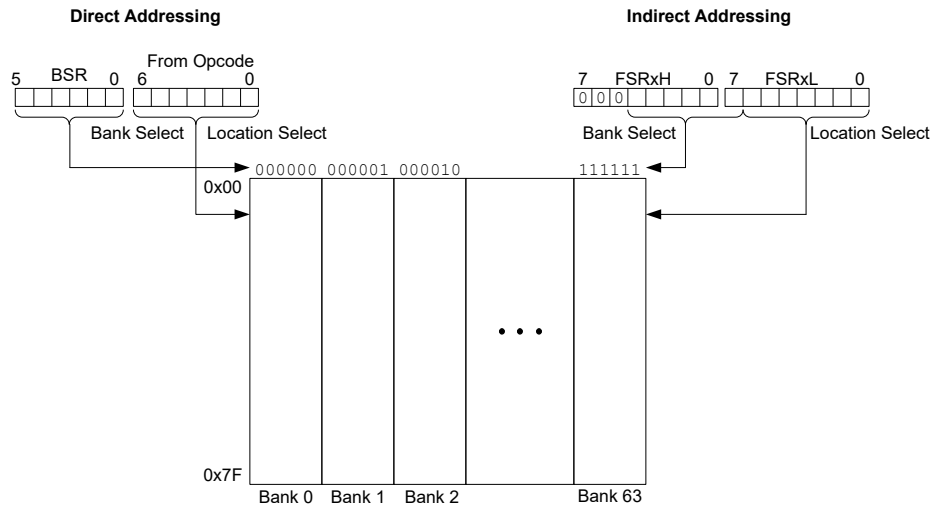 Direct Addressing
Indirect Addressing
From Opcode
5 BSR 0 6 0
7 FSRxH 0 7 FSRxL 0
0 0 0
Bank Select Location Select
Bank Select Location Select
000000 000001 000010 111111
0x00
0x7F
Bank 0 Bank 1 Bank 2 Bank 63